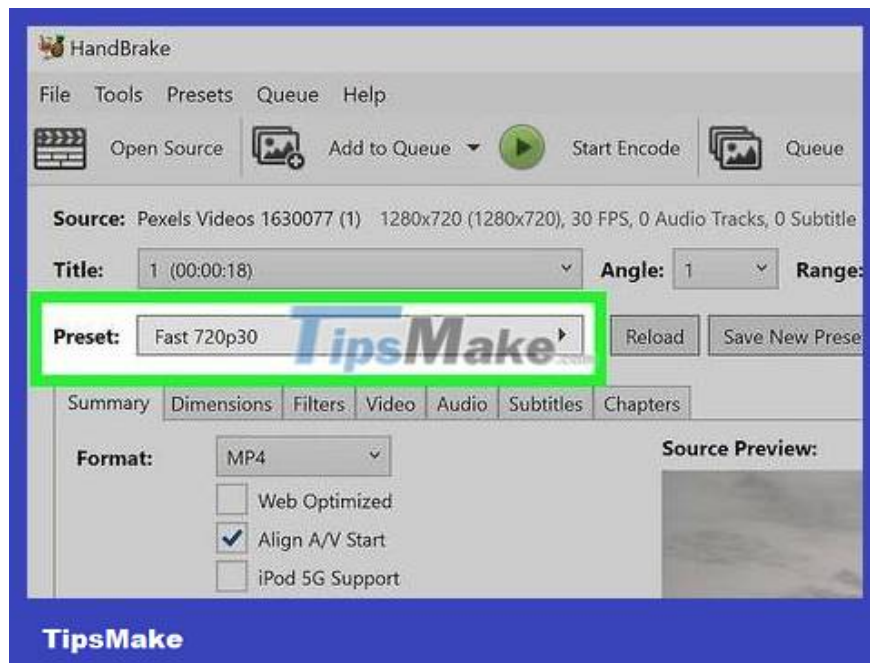 HandBrake
File Tools Presets Queue Help
Open Source Add to Queue Start Encode Queue
Source: Pexels Videos 1630077 (1) 1280x720 (1280x720), 30 FPS, 0 Audio Tracks, 0 Subtitle
Title: 1 (00:00:18) Angle: 1 Range:
Preset: Fast 720p30 Reload Save New Prese
TipsMake.com
Summary Dimensions Filters Video Audio Subtitles Chapters
Format: MP4 Source Preview:
Web Optimized
Align A/V Start
iPod 5G Support
TipsMake